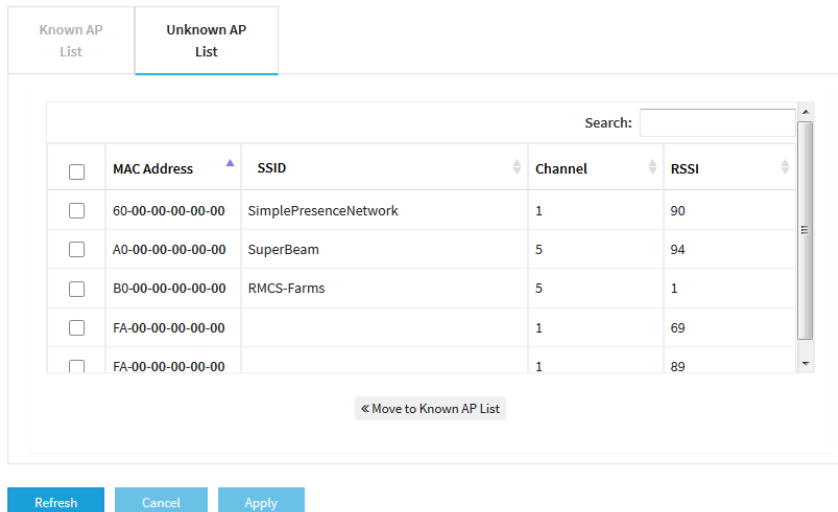 Known AP
List
Unknown AP
List
Search:
MAC Address SSID Channel RSSI
60-00-00-00-00-00 SimplePresenceNetwork 1 90
A0-00-00-00-00-00 SuperBeam 5 94
B0-00-00-00-00-00 RMCS-Farms 5 1
FA-00-00-00-00-00 1 69
FA-00-00-00-00-00 1 89
« Move to Known AP List
Refresh Cancel Apply